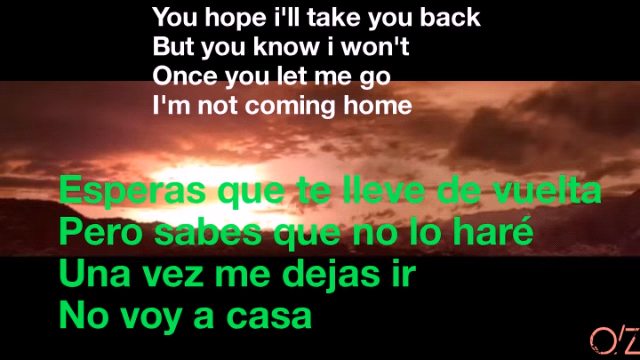 You hope i'll take you back
But you know i won't
Once you let me go
I'm not coming home
Esperas que te lleve de vuelta
Pero sabes que no lo haré
Una vez me dejas ir
No voy a casa
O/Z